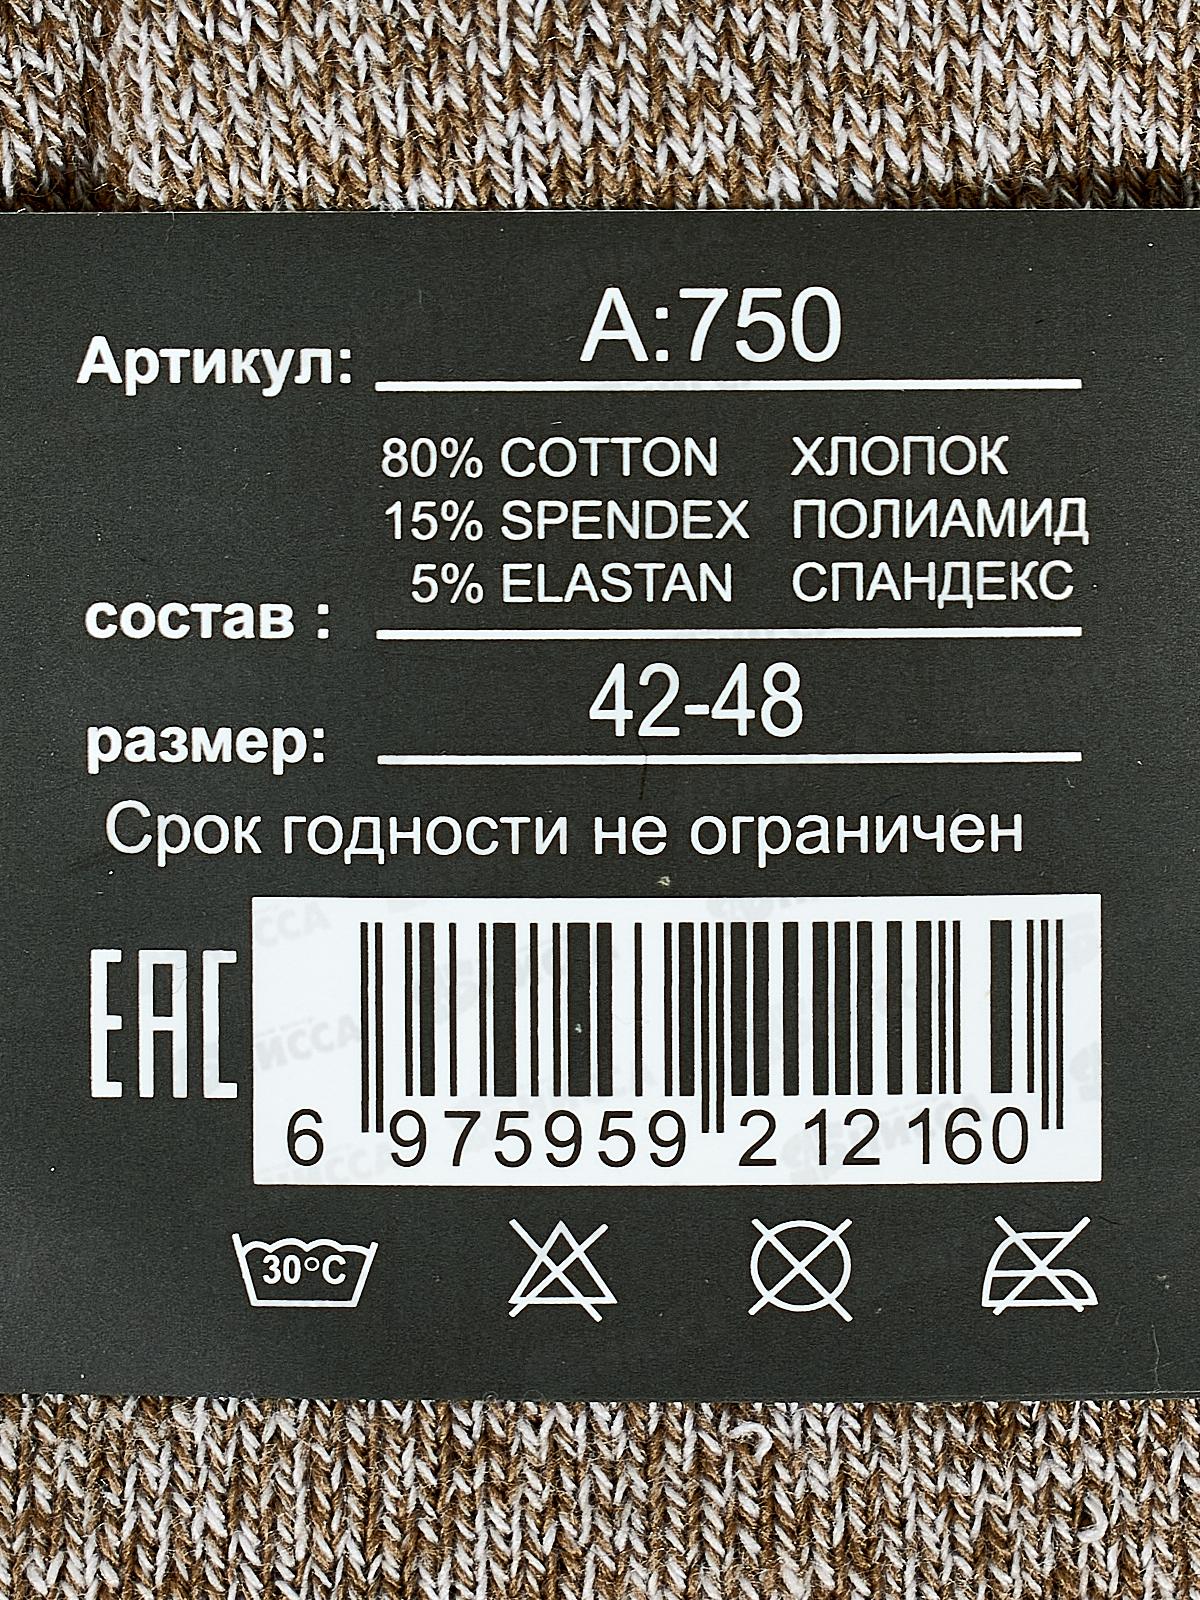 Артикул: А:750
80% COTTON ХЛОПОК
15% SPENDEX ПОЛИАМИД
5% ELASTAN СПАНДЕКС
состав :
размер: 42-48
Срок годности не ограничен
EAC
6 975959 212160
30°C